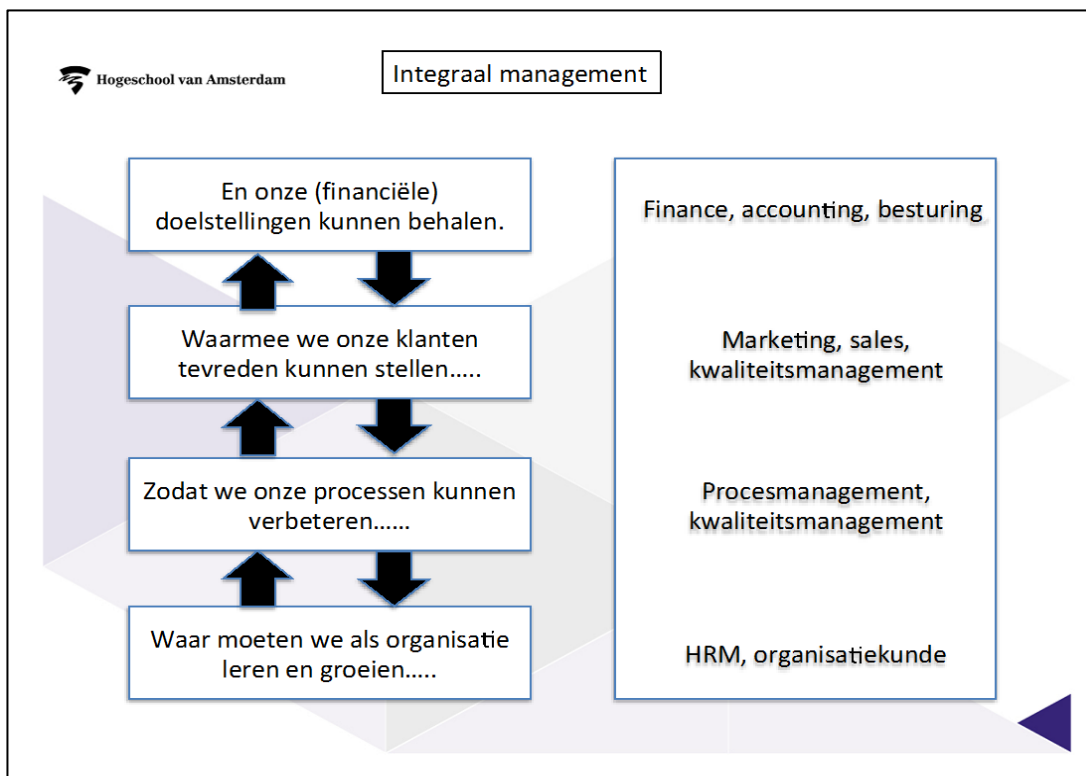 Hogeschool van Amsterdam
Integraal management
En onze (financiële)
doelstellingen kunnen behalen.
Finance, accounting, besturing
Waarmee we onze klanten
tevreden kunnen stellen…..
Marketing, sales,
kwaliteitsmanagement
Zodat we onze processen kunnen
verbeteren……
Procesmanagement,
kwaliteitsmanagement
Waar moeten we als organisatie
leren en groeien…..
HRM, organisatiekunde